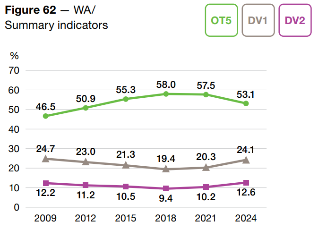 Figure 62 — WA/
Summary indicators
OT5 DV1 DV2
%
70
60
50
40
30
20
10
0
46.5 50.9 55.3 58.0 57.5 53.1
24.7 23.0 21.3 19.4 20.3 24.1
12.2 11.2 10.5 9.4 10.2 12.6
2009 2012 2015 2018 2021 2024